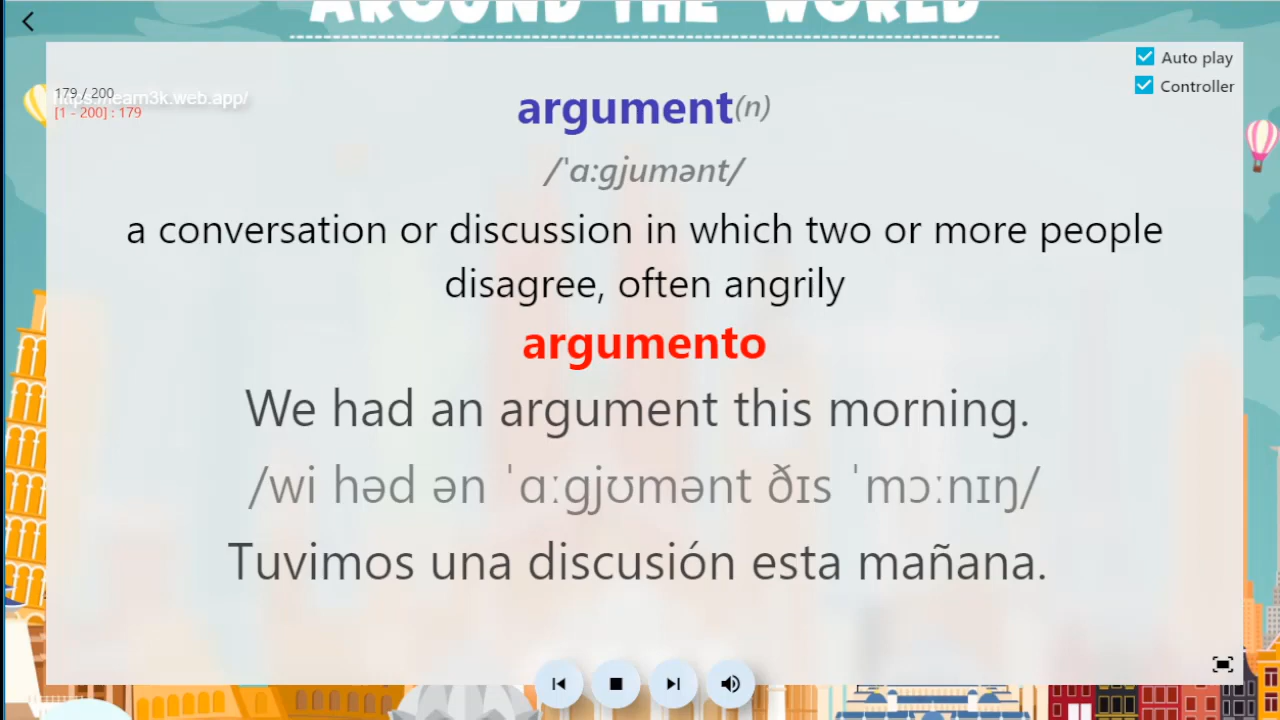 AROUND THE WORLD
Auto play
179 / 200
https://learn3k.web.app/
Controller
[1 - 200] : 179
argument(n)
/'ɑ:gjumənt/
a conversation or discussion in which two or more people
disagree, often angrily
argumento
We had an argument this morning.
/wi həd ən ˈɑːgjʊmənt ðɪs ˈmɔːnɪŋ/
Tuvimos una discusión esta mañana.